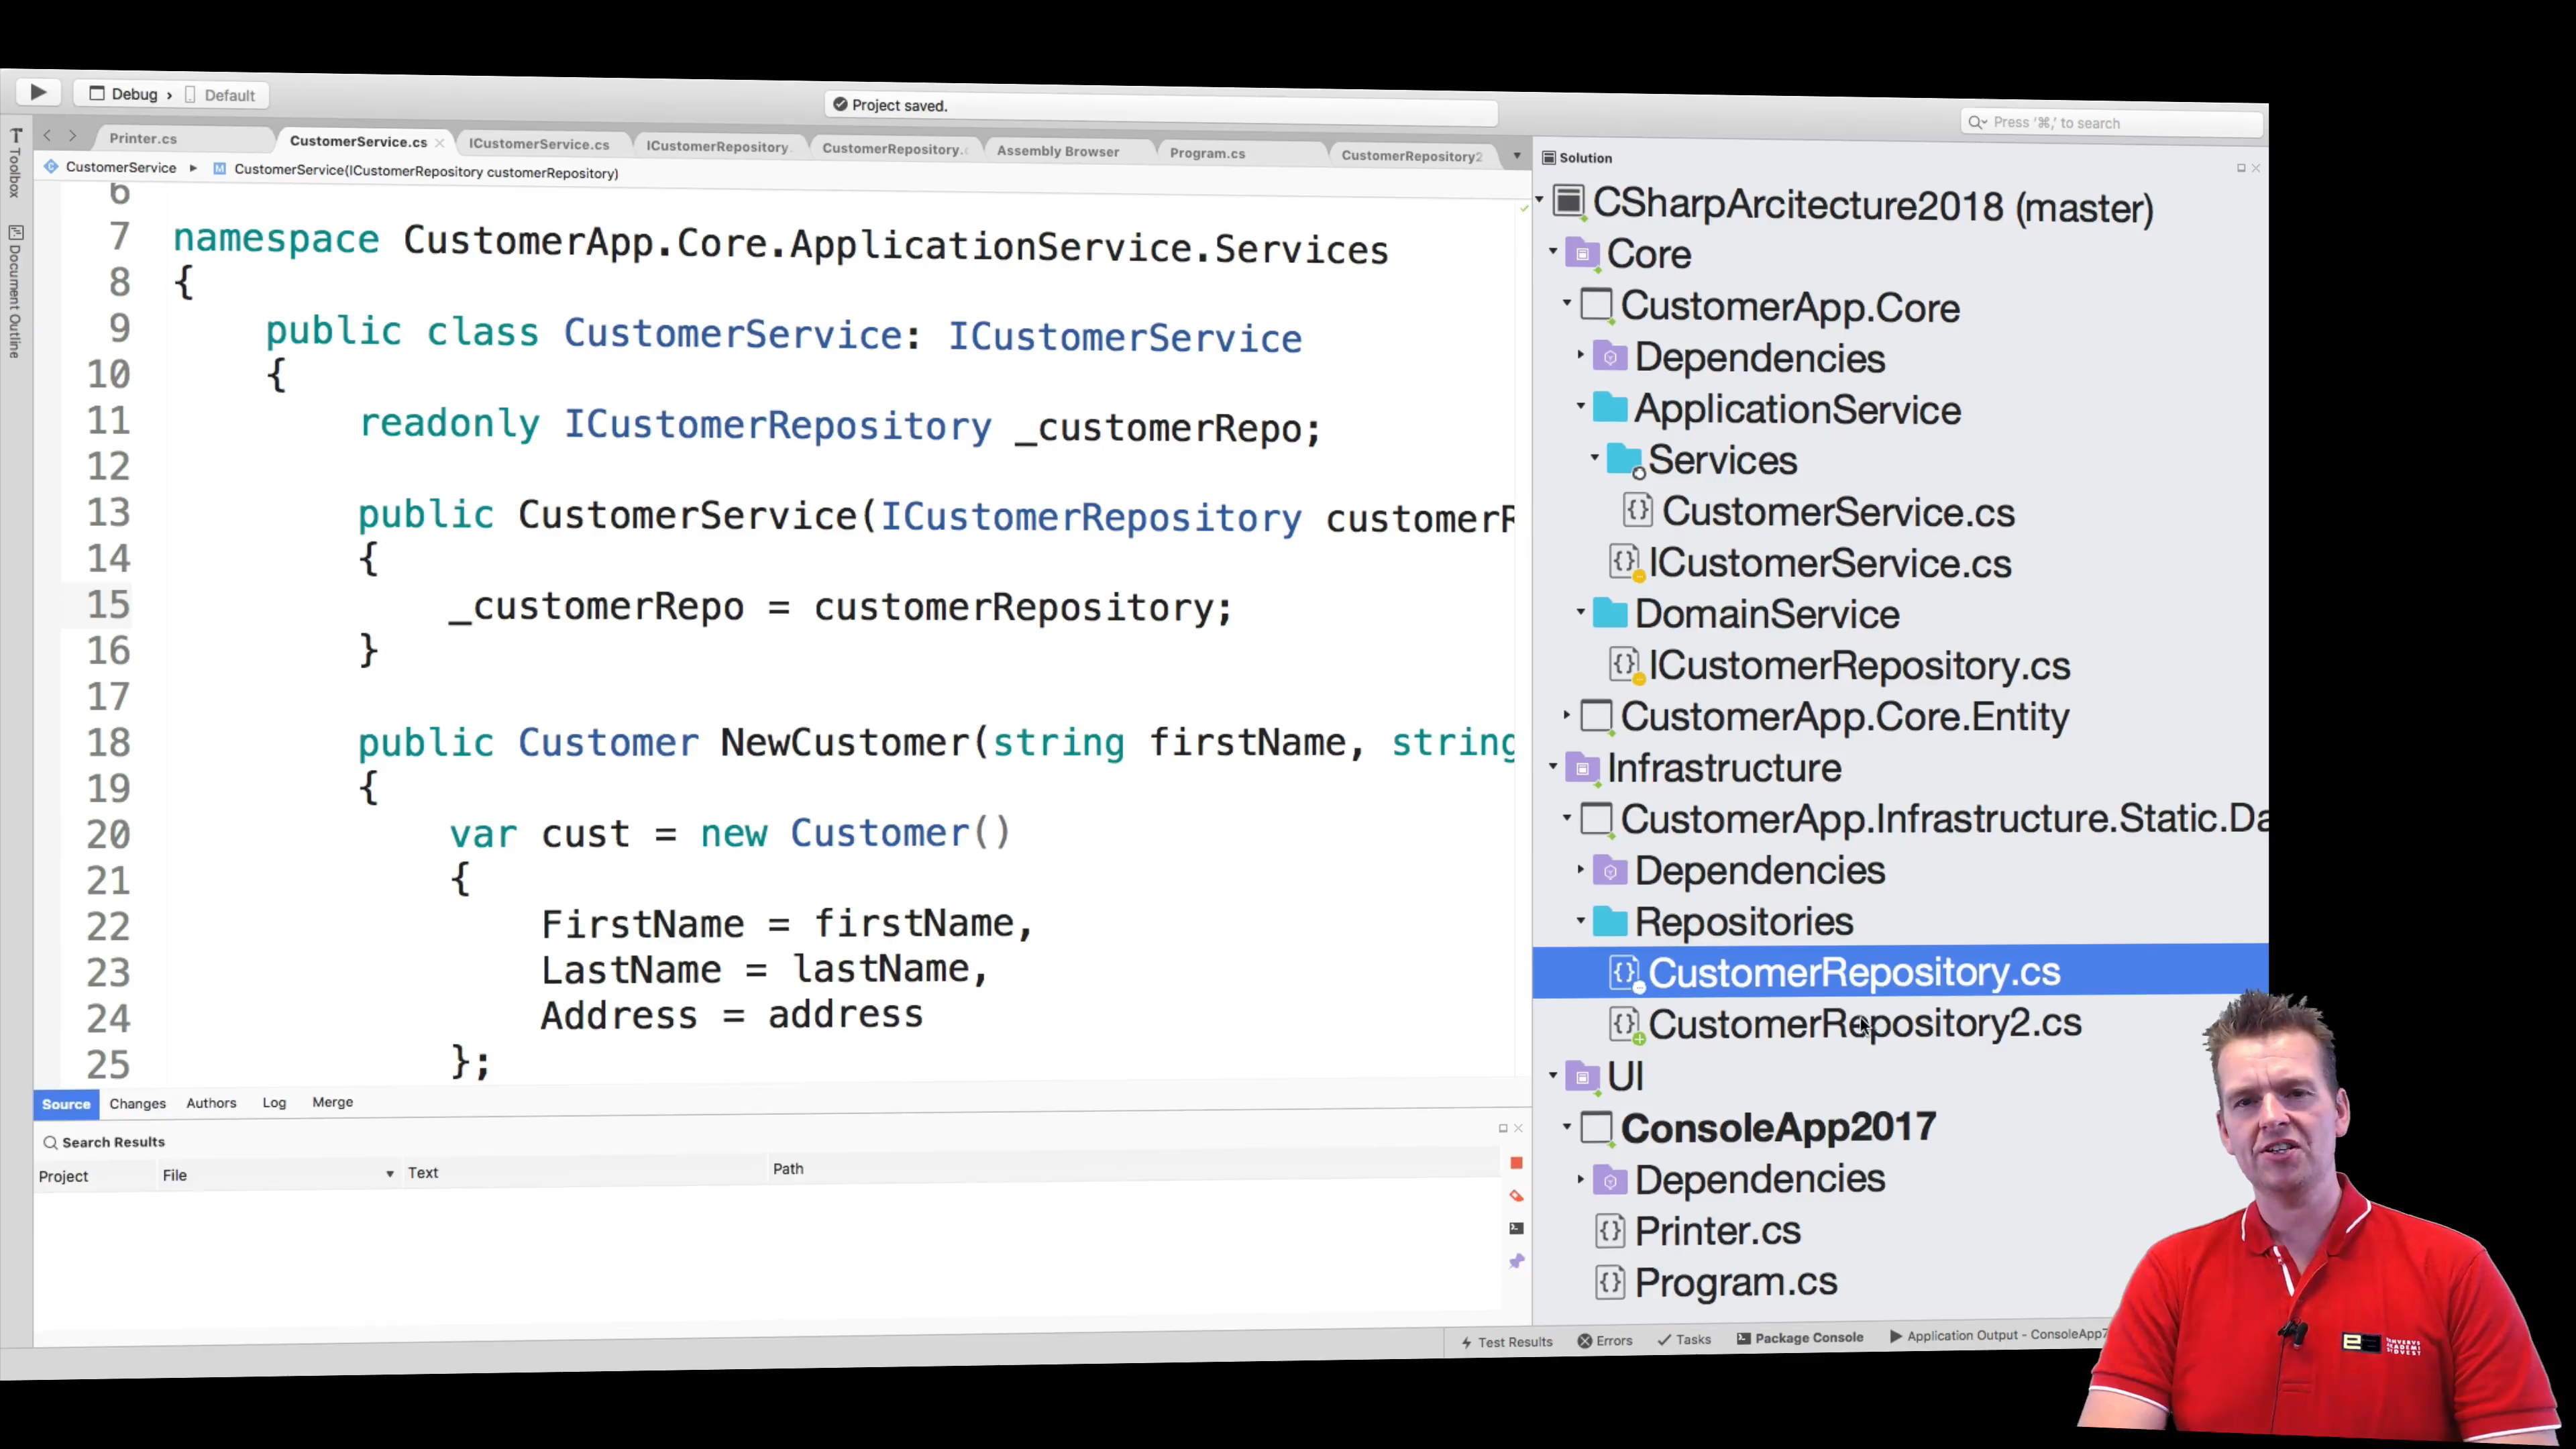 Debug › Default
Project saved.
Press '⌘,' to search
Printer.cs
CustomerService.cs
ICustomerService.cs
ICustomerRepository
CustomerRepository.
Assembly Browser
Program.cs
CustomerRepository2
CustomerService
CustomerService(ICustomerRepository customerRepository)
Toolbox
Document Outline
6
7 namespace CustomerApp.Core.ApplicationService.Services
8 {
9 public class CustomerService: ICustomerService
10 {
11 readonly ICustomerRepository _customerRepo;
12
13 public CustomerService(ICustomerRepository customerR
14 {
15 _customerRepo = customerRepository;
16 }
17
18 public Customer NewCustomer(string firstName, string
19 {
20 var cust = new Customer()
21 {
22 FirstName = firstName,
23 LastName = lastName,
24 Address = address
25 };
Source Changes Authors Log Merge
Search Results
Project File Text Path
Solution
CSharpArcitecture2018 (master)
Core
CustomerApp.Core
Dependencies
ApplicationService
Services
CustomerService.cs
ICustomerService.cs
DomainService
ICustomerRepository.cs
CustomerApp.Core.Entity
Infrastructure
CustomerApp.Infrastructure.Static.Da
Dependencies
Repositories
CustomerRepository.cs
CustomerRepository2.cs
UI
ConsoleApp2017
Dependencies
Printer.cs
Program.cs
Test Results Errors Tasks Package Console Application Output - ConsoleApp